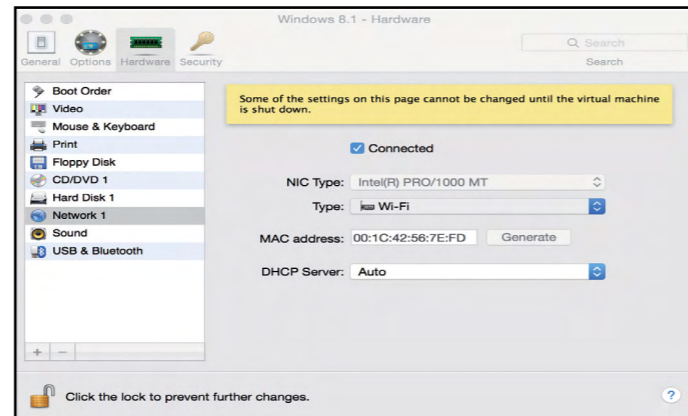 Windows 8.1 - Hardware
General Options Hardware Security
Search
Search
Boot Order
Video
Mouse & Keyboard
Print
Floppy Disk
CD/DVD 1
Hard Disk 1
Network 1
Sound
USB & Bluetooth
+ −
Some of the settings on this page cannot be changed until the virtual machine
is shut down.
Connected
NIC Type: Intel(R) PRO/1000 MT
Type: Wi-Fi
MAC address: 00:1C:42:56:7E:FD Generate
DHCP Server: Auto
Click the lock to prevent further changes.
?